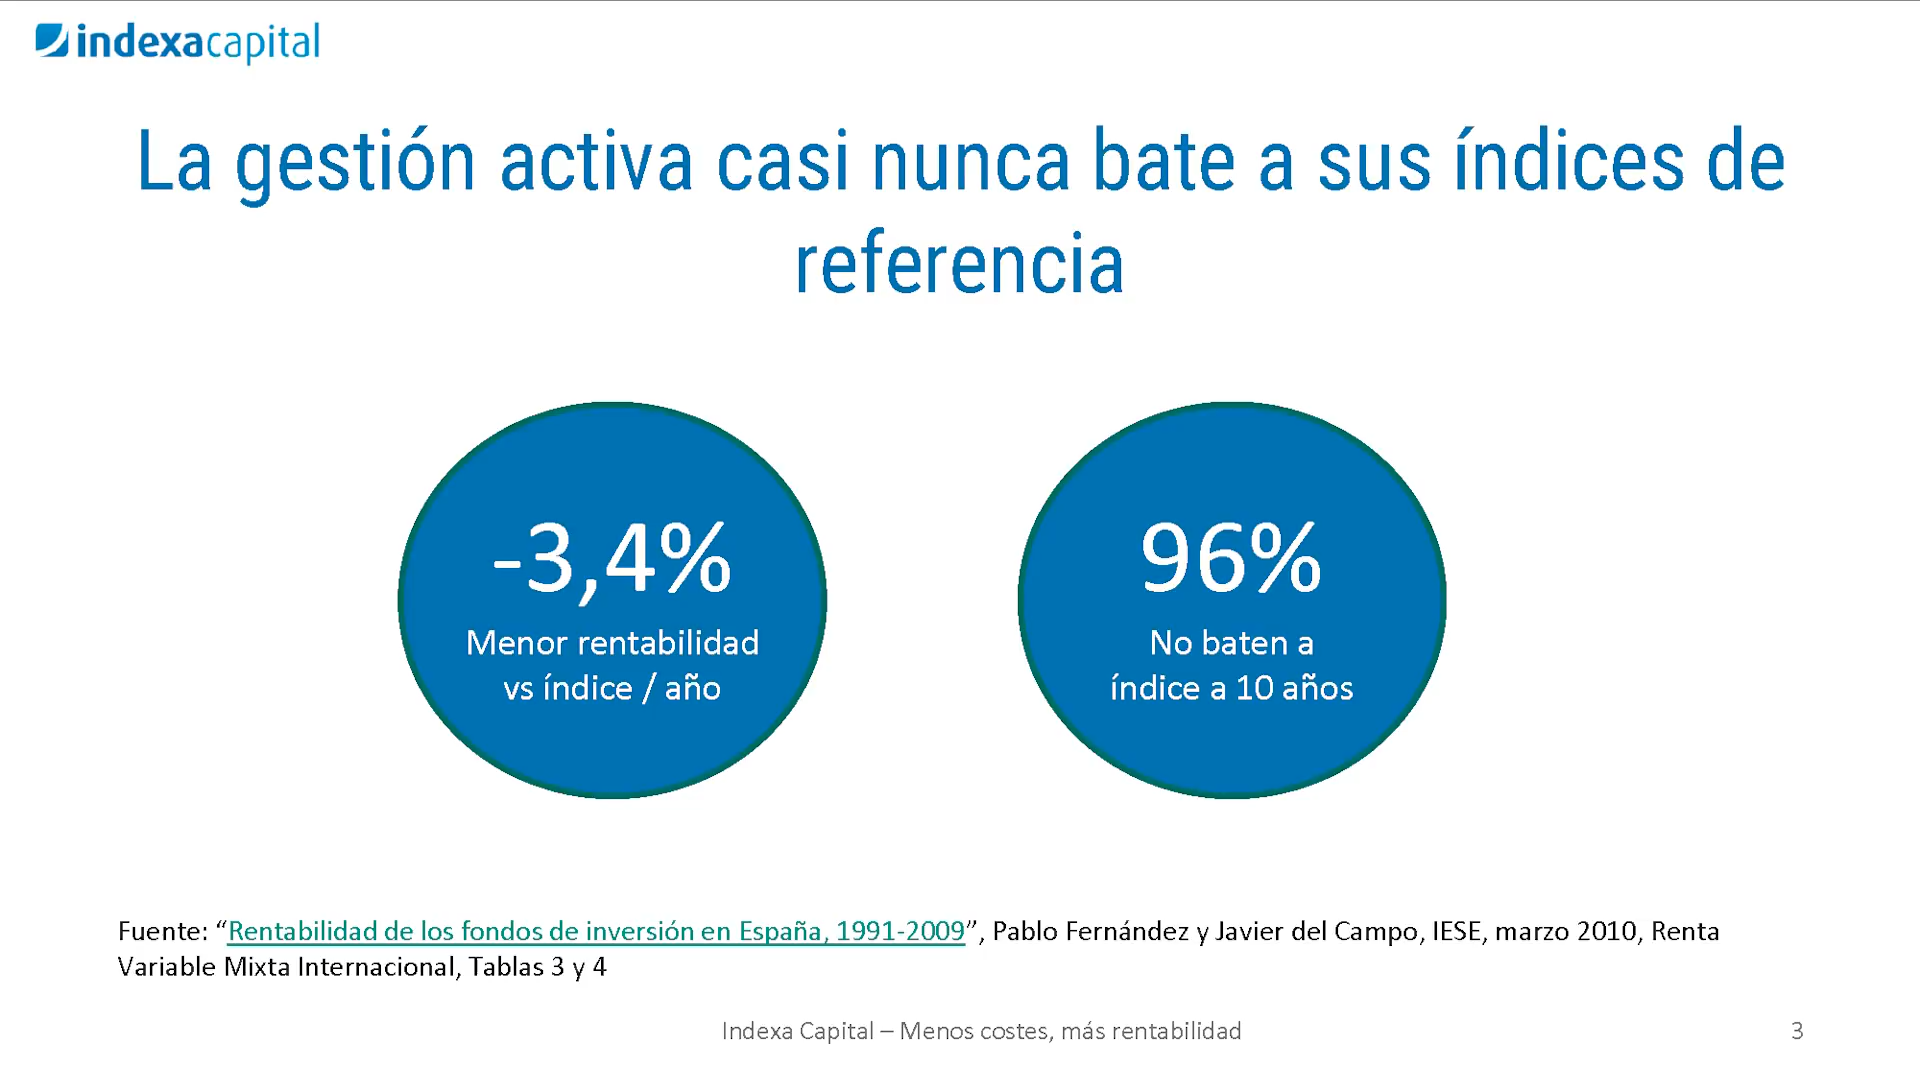 indexacapital
La gestión activa casi nunca bate a sus índices de
referencia
-3,4%
Menor rentabilidad
vs índice / año
96%
No baten a
índice a 10 años
Fuente: “Rentabilidad de los fondos de inversión en España, 1991-2009”, Pablo Fernández y Javier del Campo, IESE, marzo 2010, Renta
Variable Mixta Internacional, Tablas 3 y 4
Indexa Capital – Menos costes, más rentabilidad
3